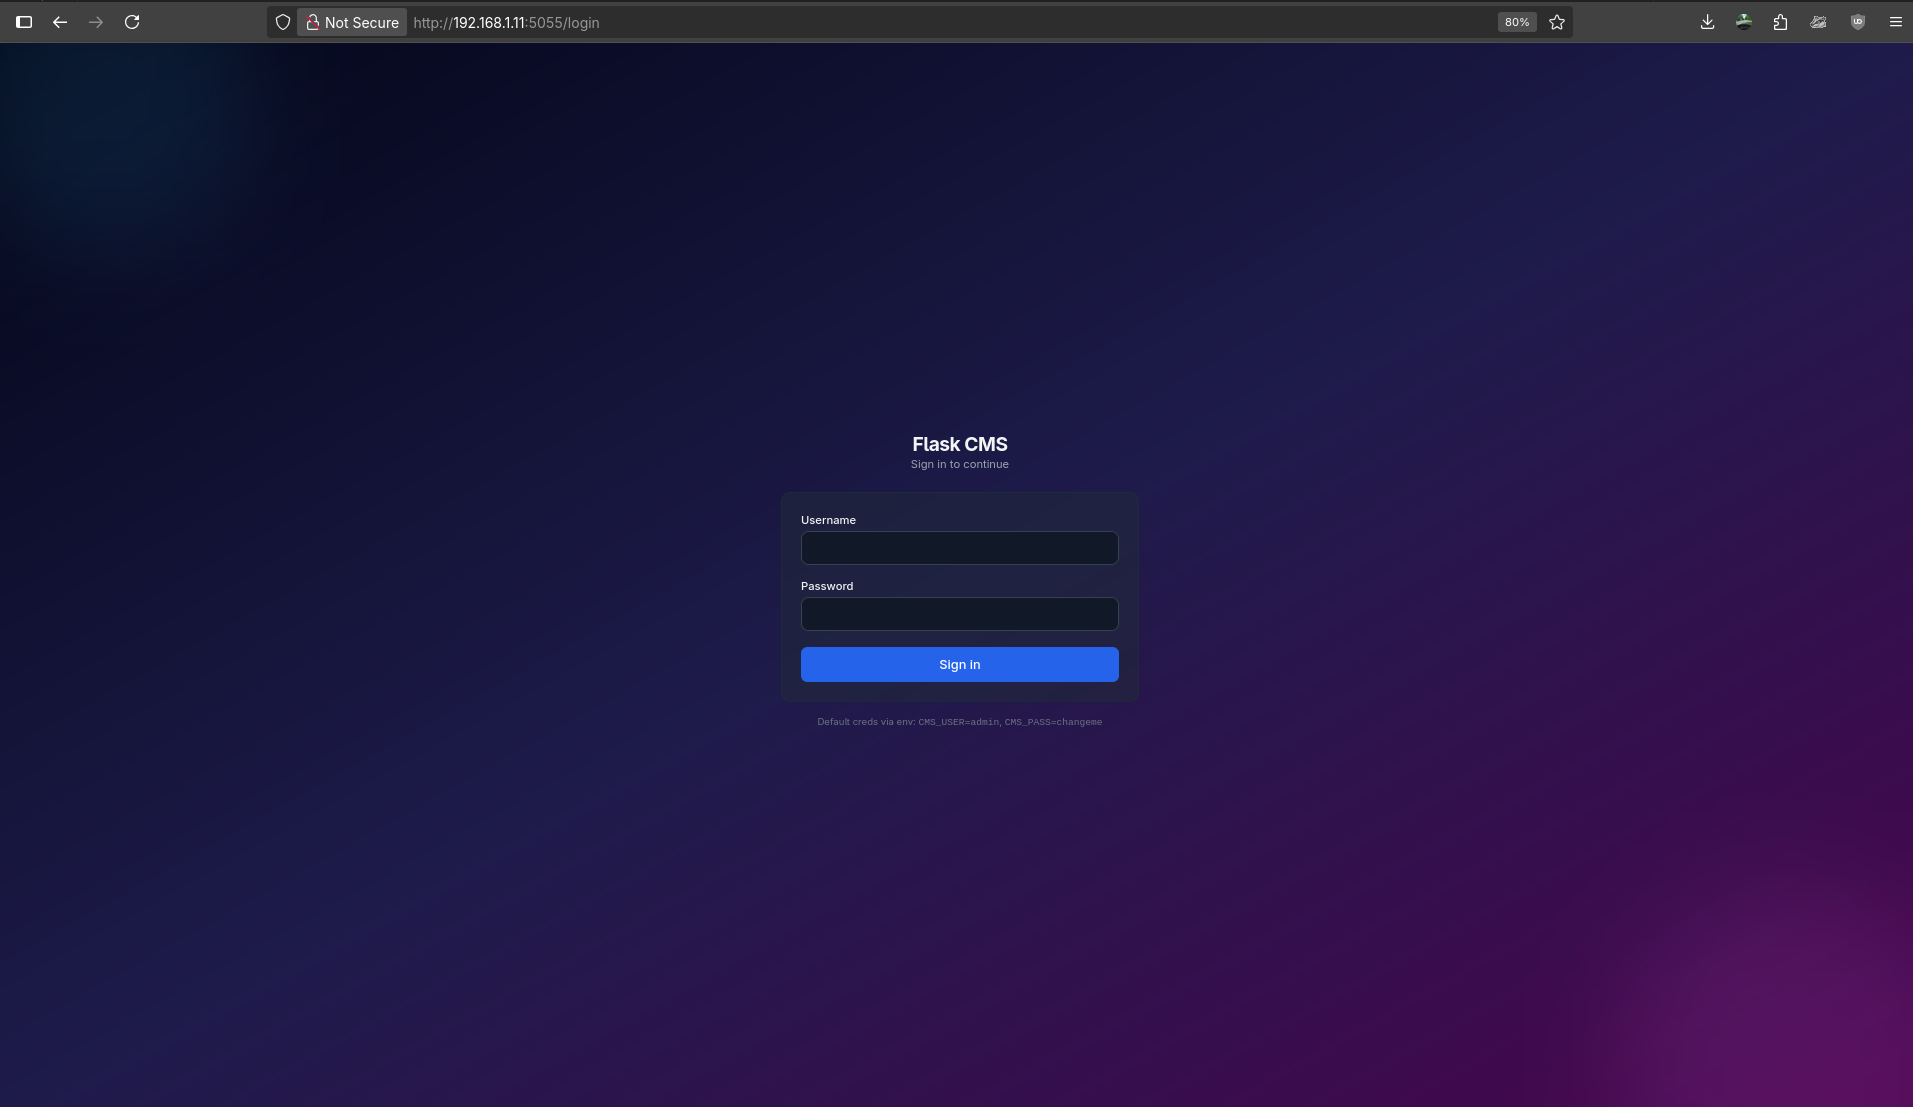 Not Secure http://192.168.1.11:5055/login 80%
Flask CMS
Sign in to continue
Username
Password
Sign in
Default creds via env: CMS_USER=admin, CMS_PASS=changeme